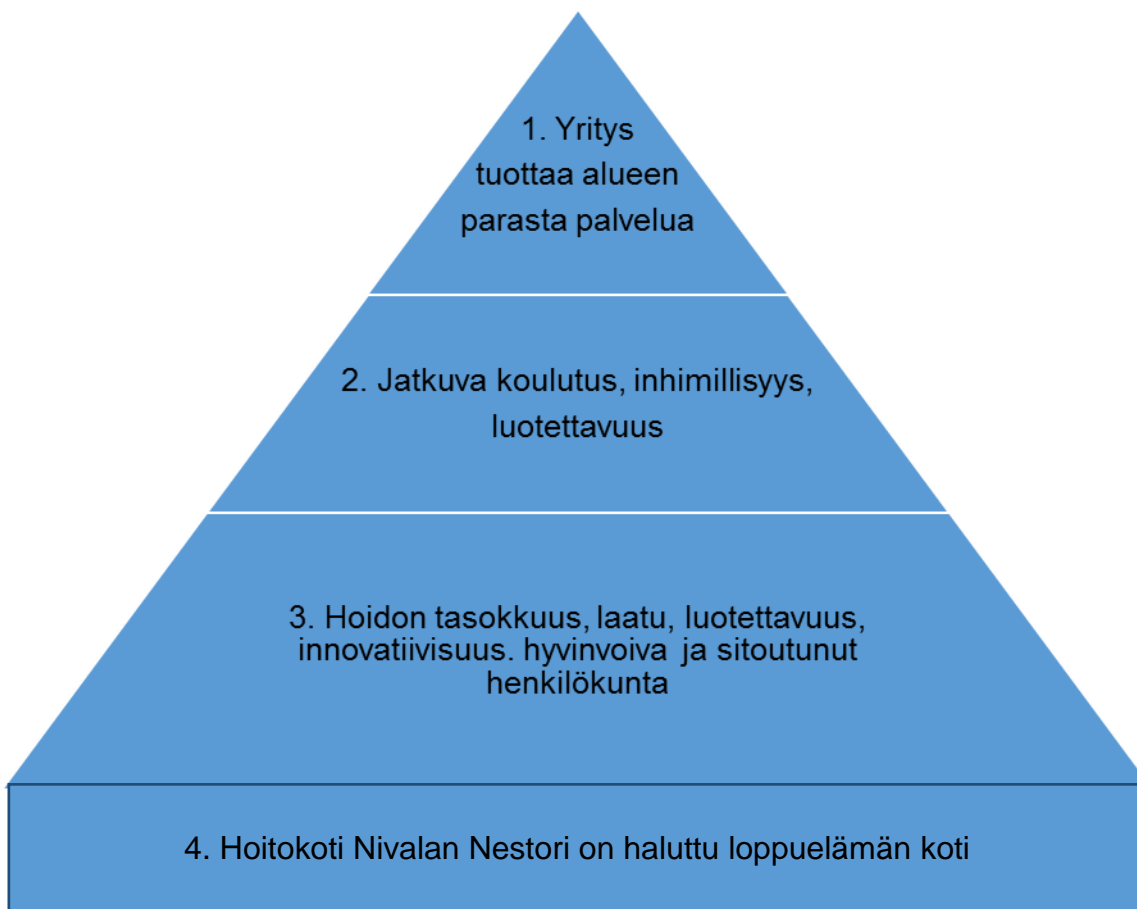 1. Yritys
tuottaa alueen
parasta palvelua
2. Jatkuva koulutus, inhimillisyys,
luotettavuus
3. Hoidon tasokkuus, laatu, luotettavuus,
innovatiivisuus. hyvinvoiva ja sitoutunut
henkilökunta
4. Hoitokoti Nivalan Nestori on haluttu loppuelämän koti